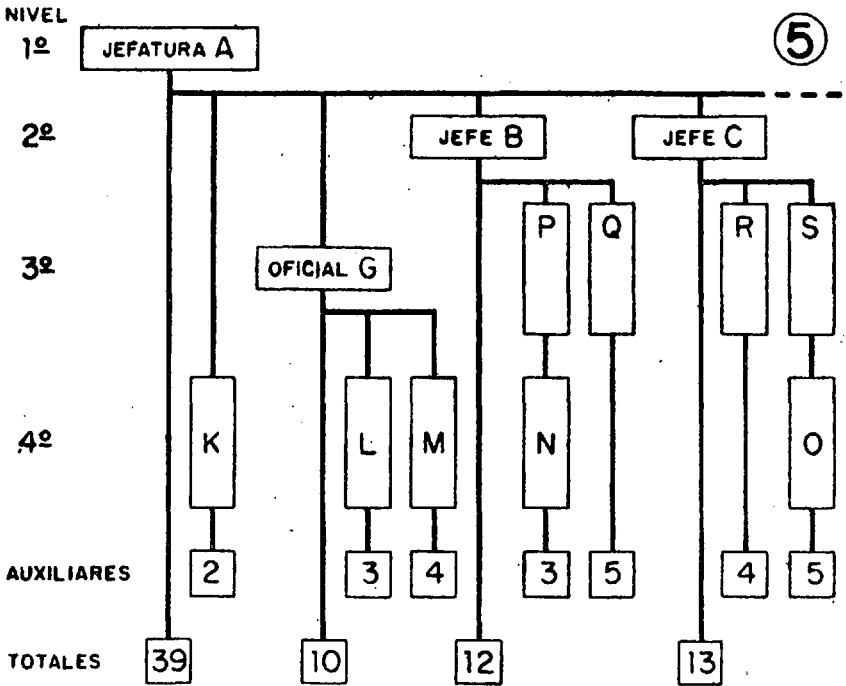 NIVEL
1º JEFATURA A 5
2º JEFE B JEFE C
P Q R S
3º OFICIAL G
4º K L M N O
AUXILIARES 2 3 4 3 5 4 5
TOTALES 39 10 12 13